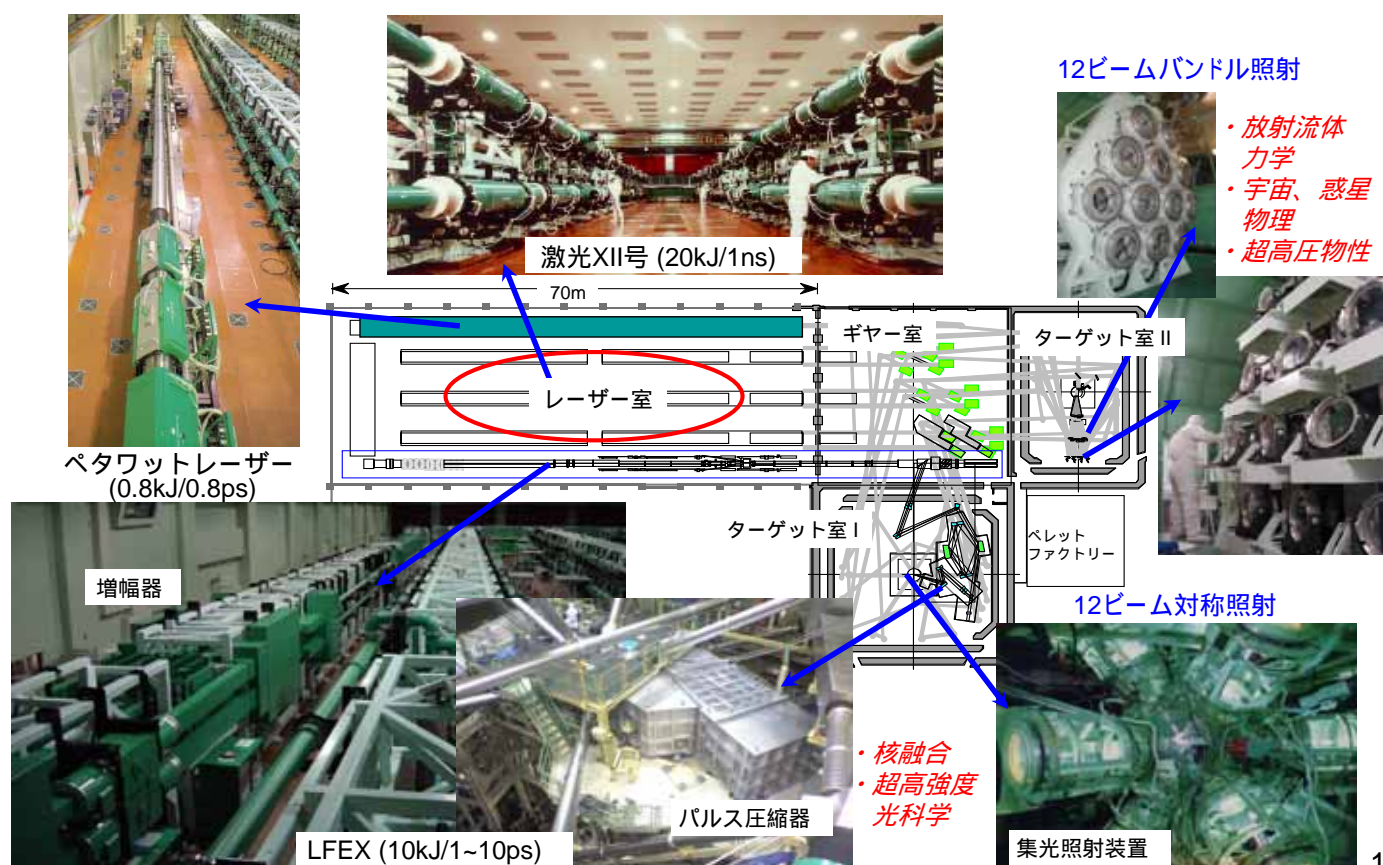 12ビームバンドル照射
・放射流体
力学
・宇宙、惑星
物理
・超高圧物性
激光XII号 (20kJ/1ns)
70m
ギヤー室
ターゲット室 II
レーザー室
ペタワットレーザー
(0.8kJ/0.8ps)
ターゲット室 I
ペレット
ファクトリー
増幅器
12ビーム対称照射
・核融合
・超高強度
光科学
パルス圧縮器
LFEX (10kJ/1~10ps)
集光照射装置
1